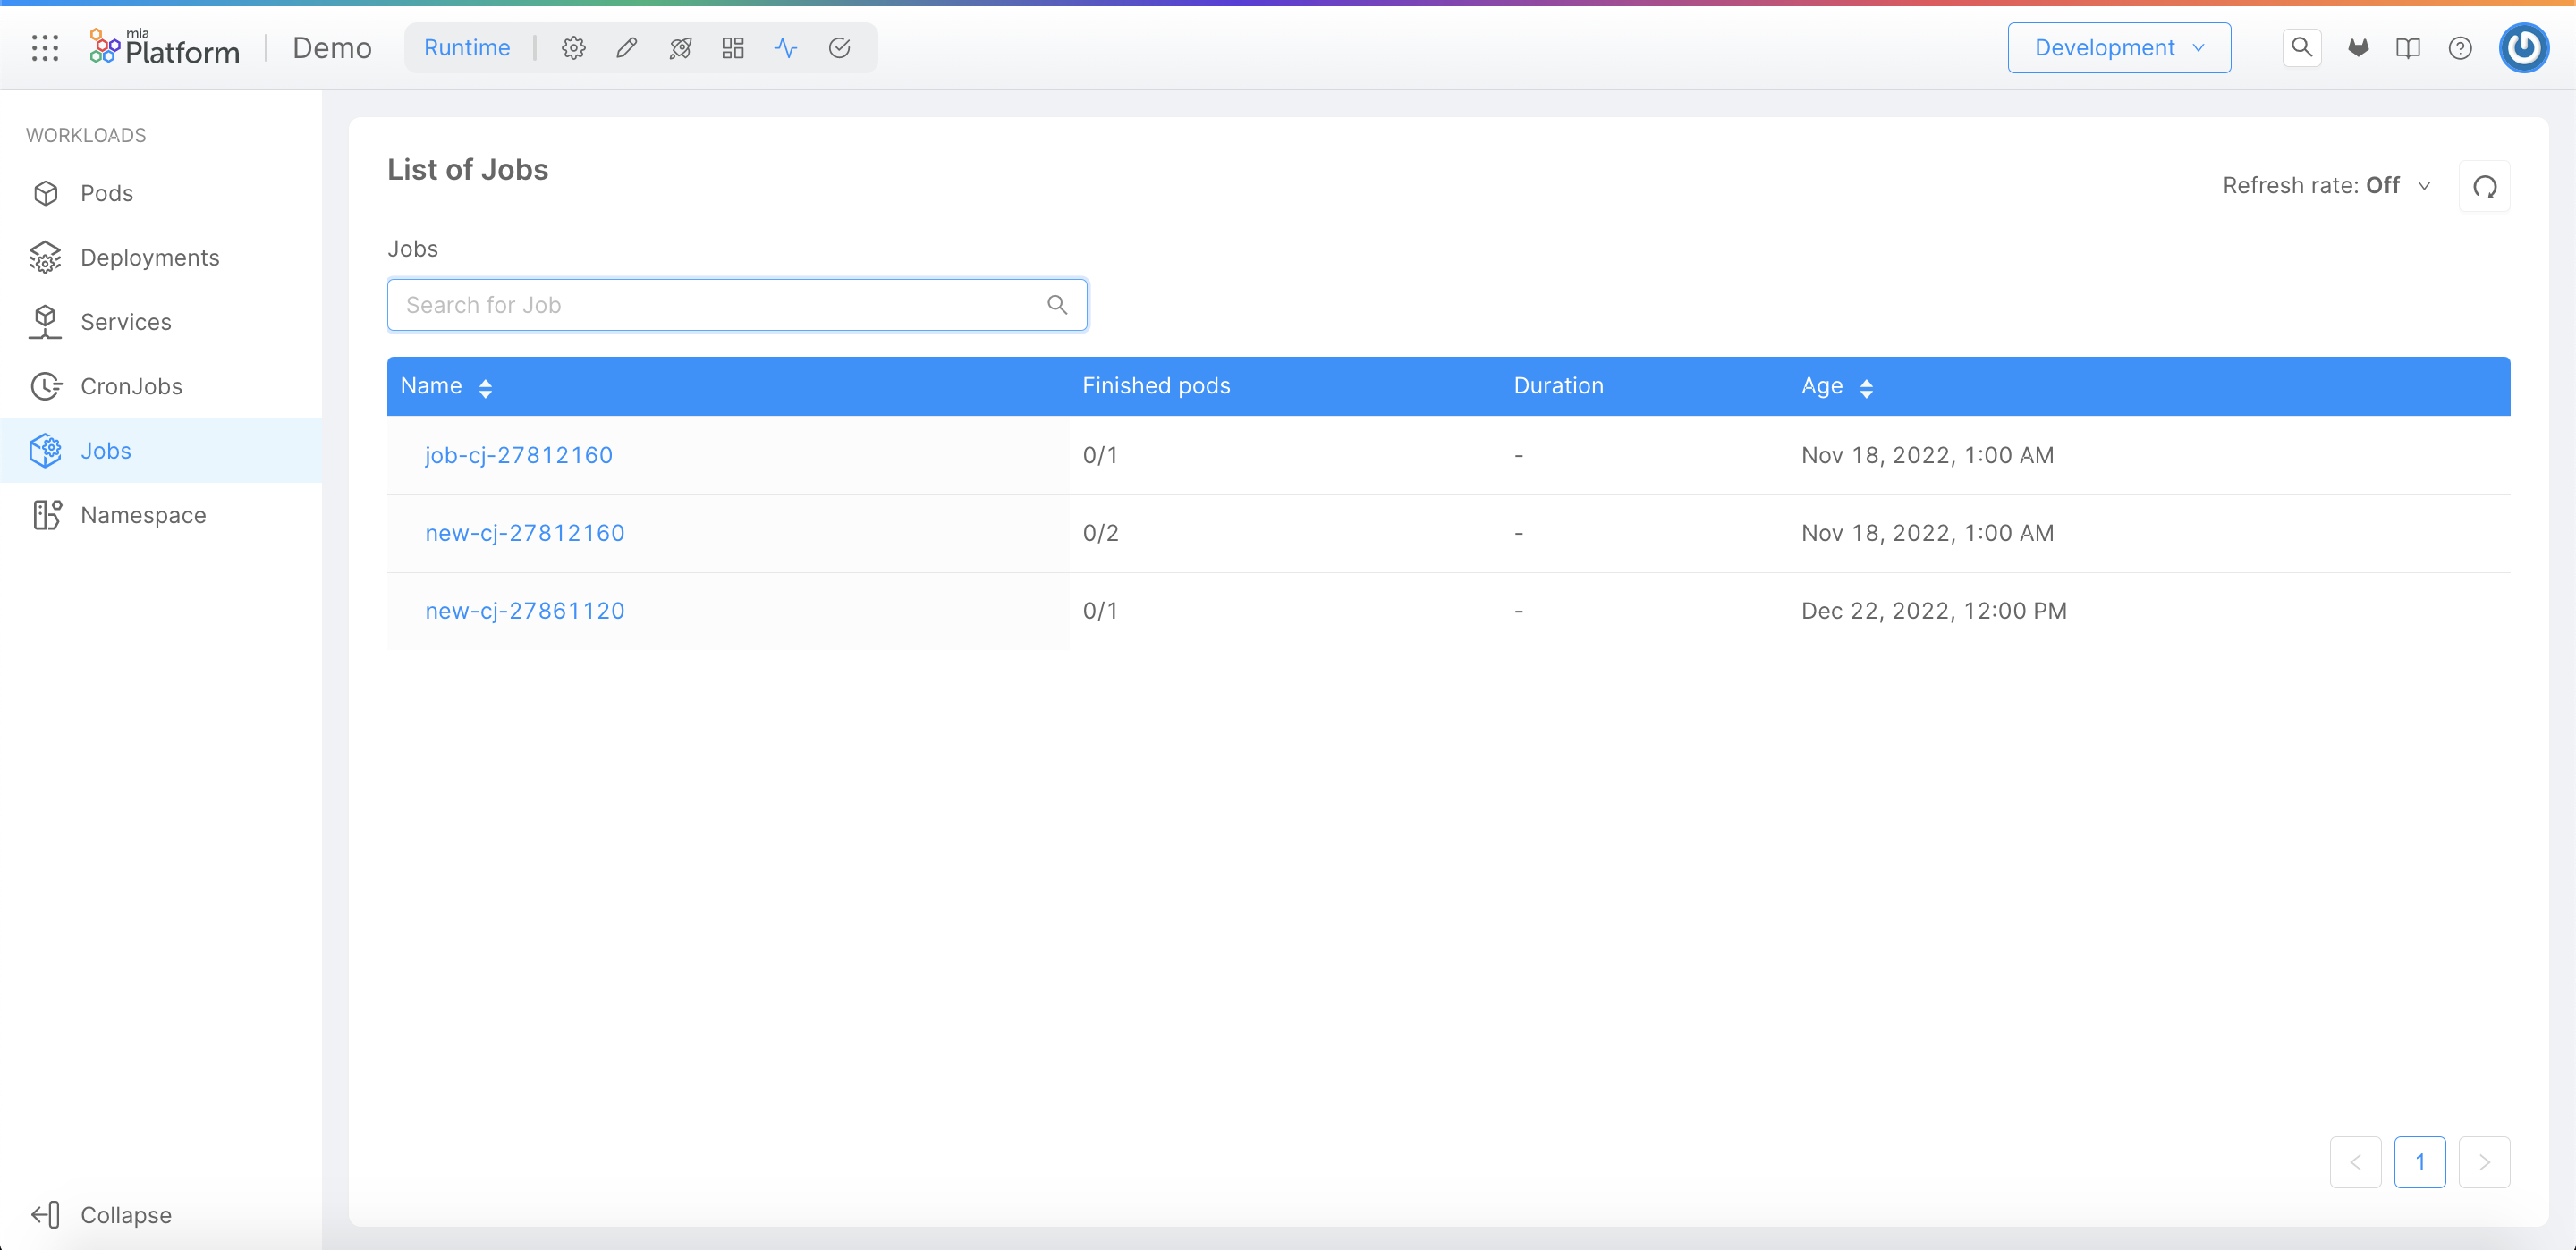 mia
Platform
Demo
Runtime
Development
WORKLOADS
Pods
Deployments
Services
CronJobs
Jobs
Namespace
Collapse
List of Jobs
Refresh rate: Off
Jobs
Search for Job
Name Finished pods Duration Age
job-cj-27812160 0/1 - Nov 18, 2022, 1:00 AM
new-cj-27812160 0/2 - Nov 18, 2022, 1:00 AM
new-cj-27861120 0/1 - Dec 22, 2022, 12:00 PM
1